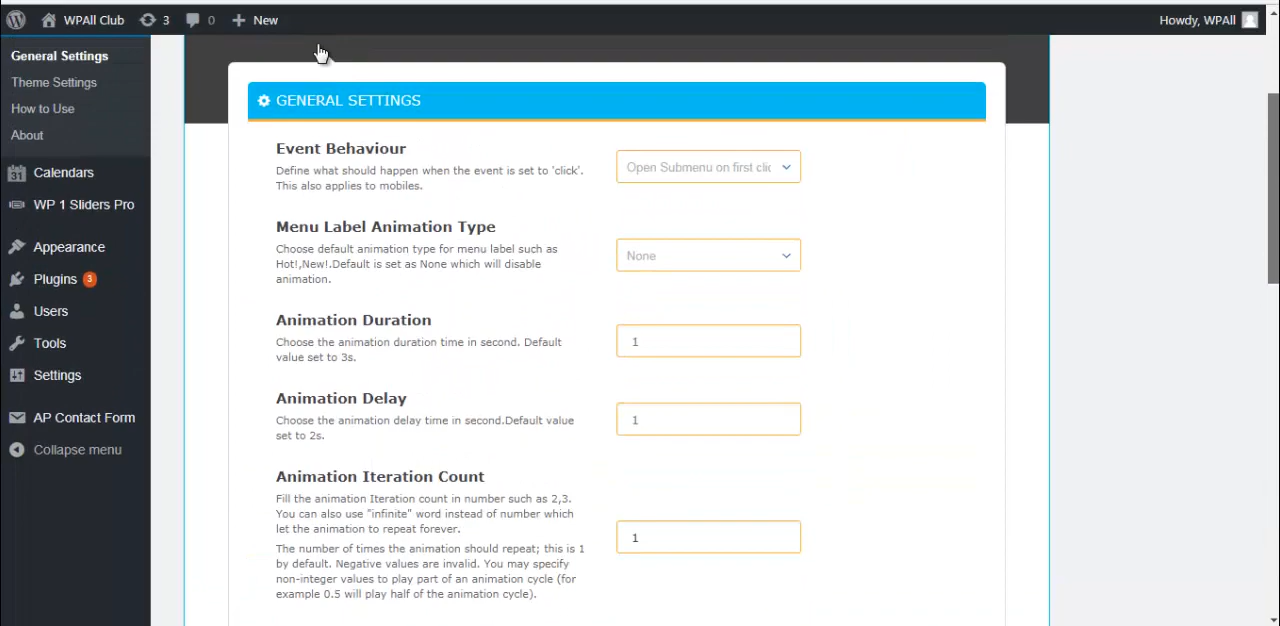 WPAll Club 3 0 New Howdy, WPAll
General Settings
Theme Settings
How to Use
About
31 Calendars
WP 1 Sliders Pro
Appearance
Plugins 3
Users
Tools
Settings
AP Contact Form
Collapse menu
GENERAL SETTINGS
Event Behaviour
Define what should happen when the event is set to 'click'.
This also applies to mobiles.
Open Submenu on first clic
Menu Label Animation Type
Choose default animation type for menu label such as
Hot!,New!.Default is set as None which will disable
animation.
None
Animation Duration
Choose the animation duration time in second. Default
value set to 3s.
1
Animation Delay
Choose the animation delay time in second.Default value
set to 2s.
1
Animation Iteration Count
Fill the animation Iteration count in number such as 2,3.
You can also use "infinite" word instead of number which
let the animation to repeat forever.
The number of times the animation should repeat; this is 1
by default. Negative values are invalid. You may specify
non-integer values to play part of an animation cycle (for
example 0.5 will play half of the animation cycle).
1